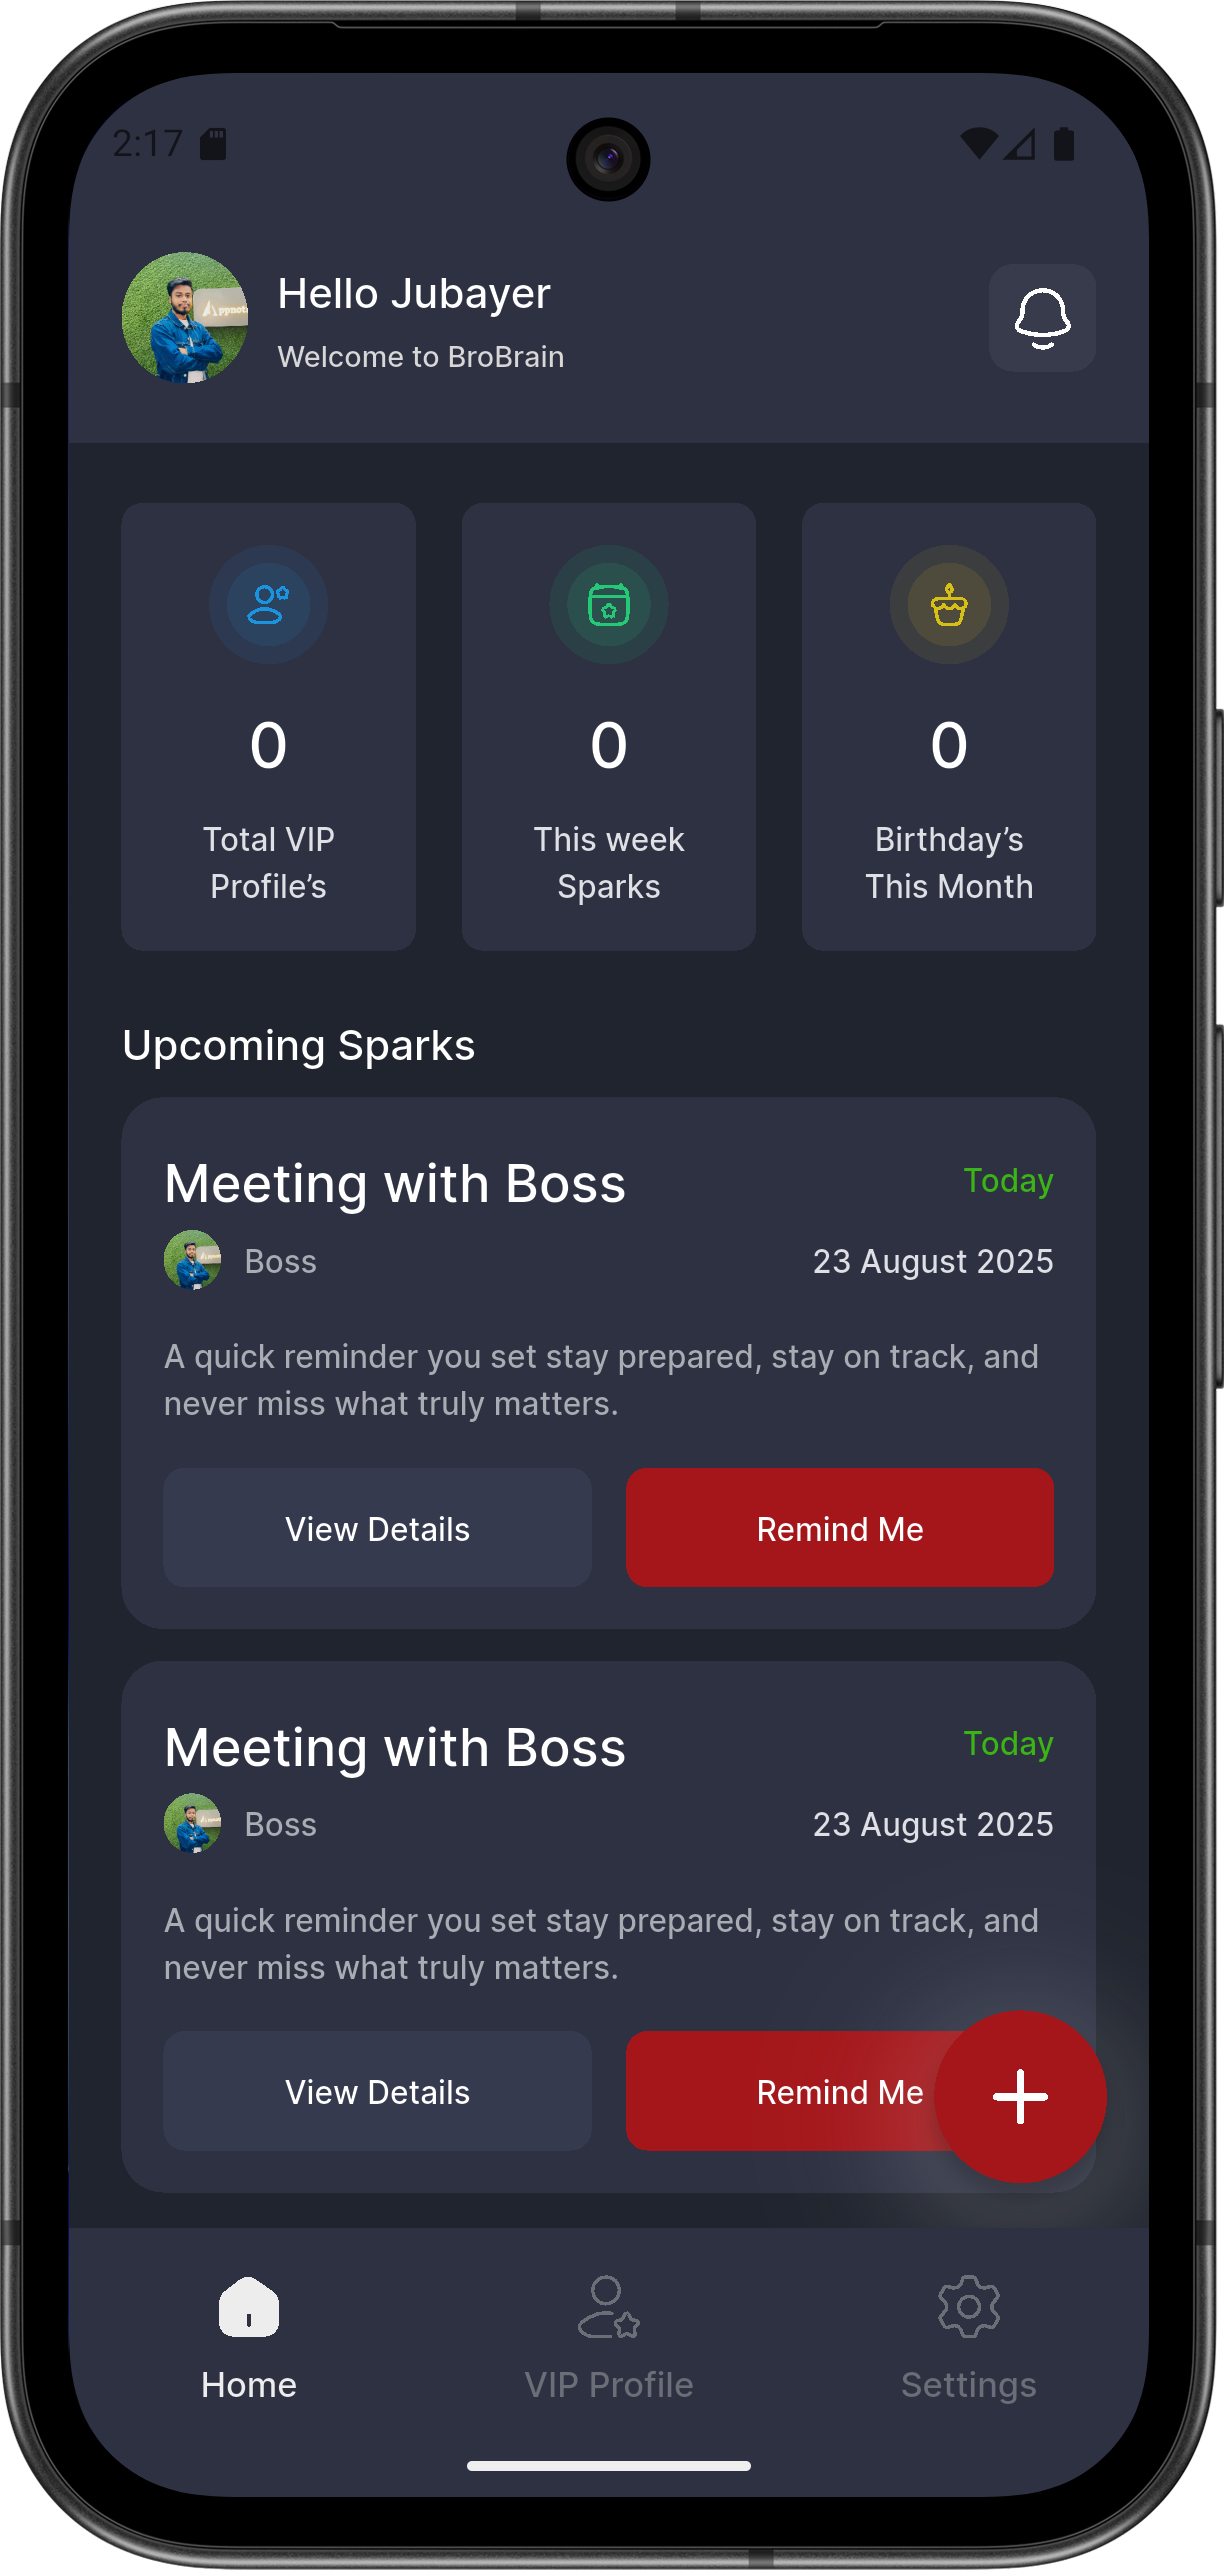 2:17
Hello Jubayer
Welcome to BroBrain
0
Total VIP
Profile’s
0
This week
Sparks
0
Birthday’s
This Month
Upcoming Sparks
Meeting with Boss
Today
Boss
23 August 2025
A quick reminder you set stay prepared, stay on track, and
never miss what truly matters.
View Details
Remind Me
Meeting with Boss
Today
Boss
23 August 2025
A quick reminder you set stay prepared, stay on track, and
never miss what truly matters.
View Details
Remind Me
Home
VIP Profile
Settings